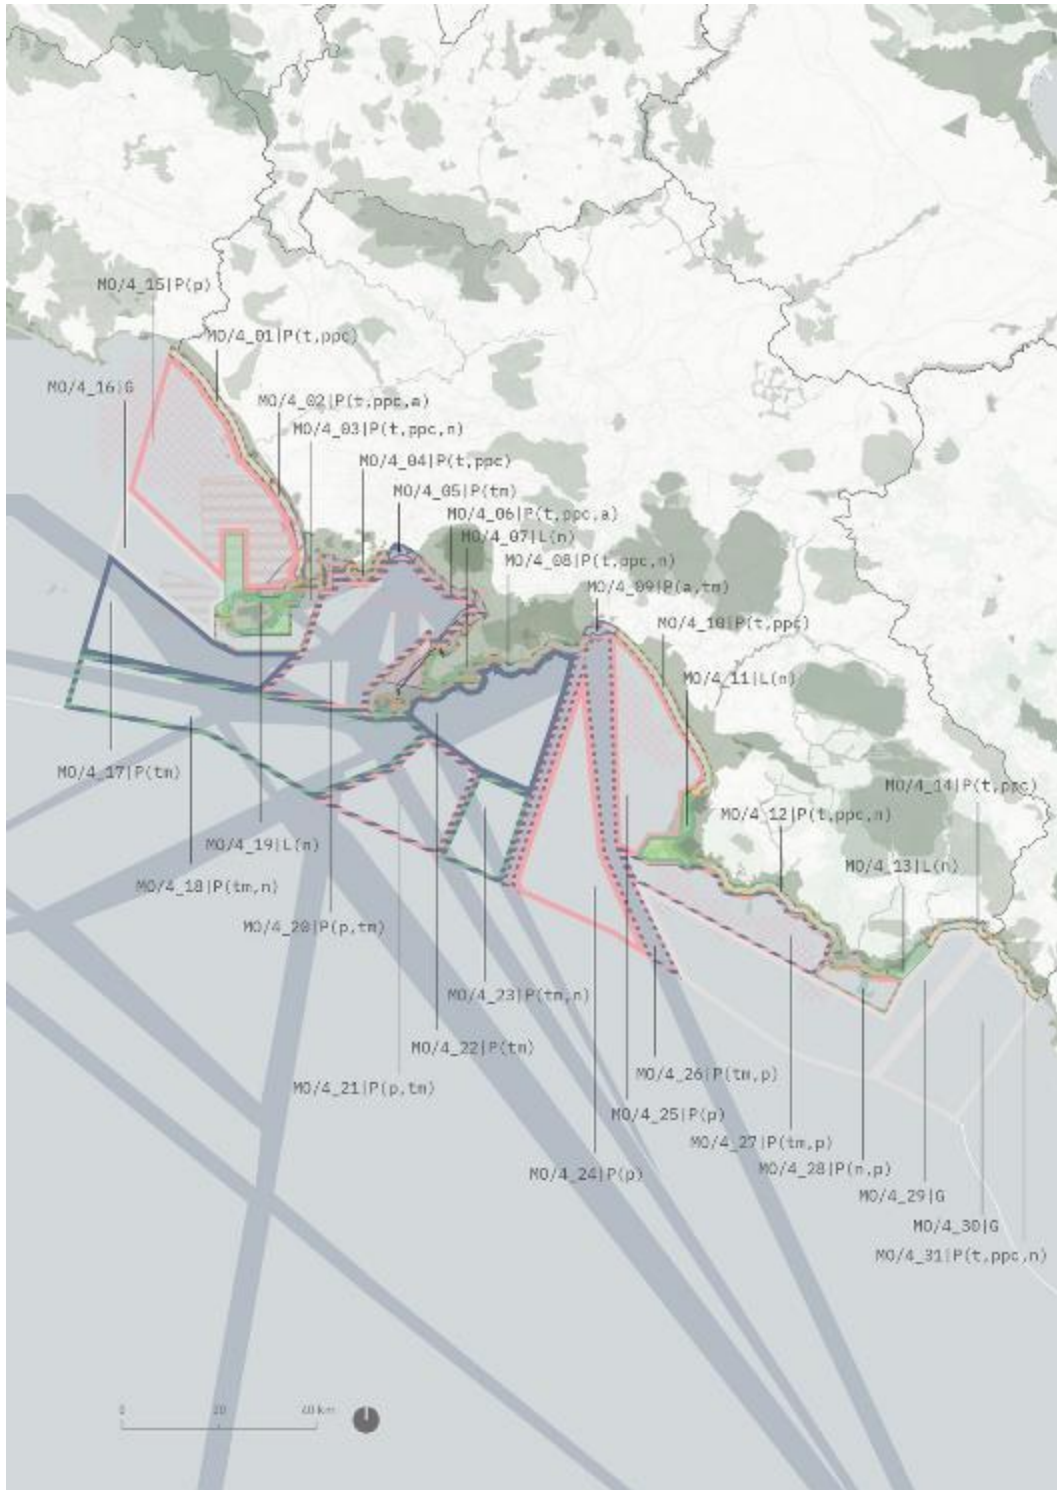 MO/4_15|P(p)
MO/4_01|P(t,ppc)
MO/4_16|G
MO/4_02|P(t,ppc,a)
MO/4_03|P(t,ppc,n)
MO/4_04|P(t,ppc)
MO/4_05|P(tm)
MO/4_06|P(t,ppc,a)
MO/4_07|L(n)
MO/4_08|P(t,ppc,n)
MO/4_09|P(a,tm)
MO/4_10|P(t,ppc)
MO/4_11|L(n)
MO/4_17|P(tm)
MO/4_14|P(t,ppc)
MO/4_12|P(t,ppc,n)
MO/4_19|L(n)
MO/4_13|L(n)
MO/4_18|P(tm,n)
MO/4_20|P(p,tm)
MO/4_23|P(tm,n)
MO/4_22|P(tm)
MO/4_26|P(tm,p)
MO/4_21|P(p,tm)
MO/4_25|P(p)
MO/4_27|P(tm,p)
MO/4_24|P(p)
MO/4_28|P(n,p)
MO/4_29|G
MO/4_30|G
MO/4_31|P(t,ppc,n)
0 20 40 km